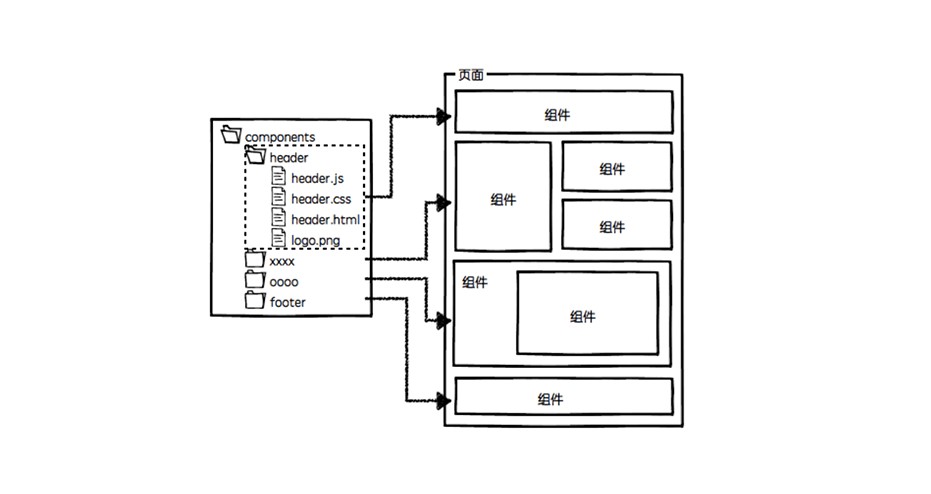 页面
components
header
header.js
header.css
header.html
logo.png
xxxx
oooo
footer
组件
组件
组件
组件
组件
组件
组件